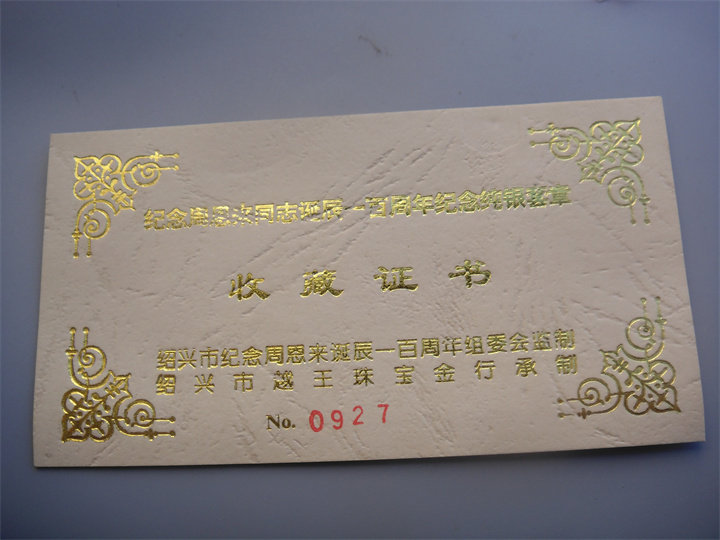 纪念周恩来同志诞辰一百周年纪念纯银
收藏证书
绍兴市纪念周恩来诞辰一百周年组委会监制
绍兴市越王珠宝金行承制
No. 0927